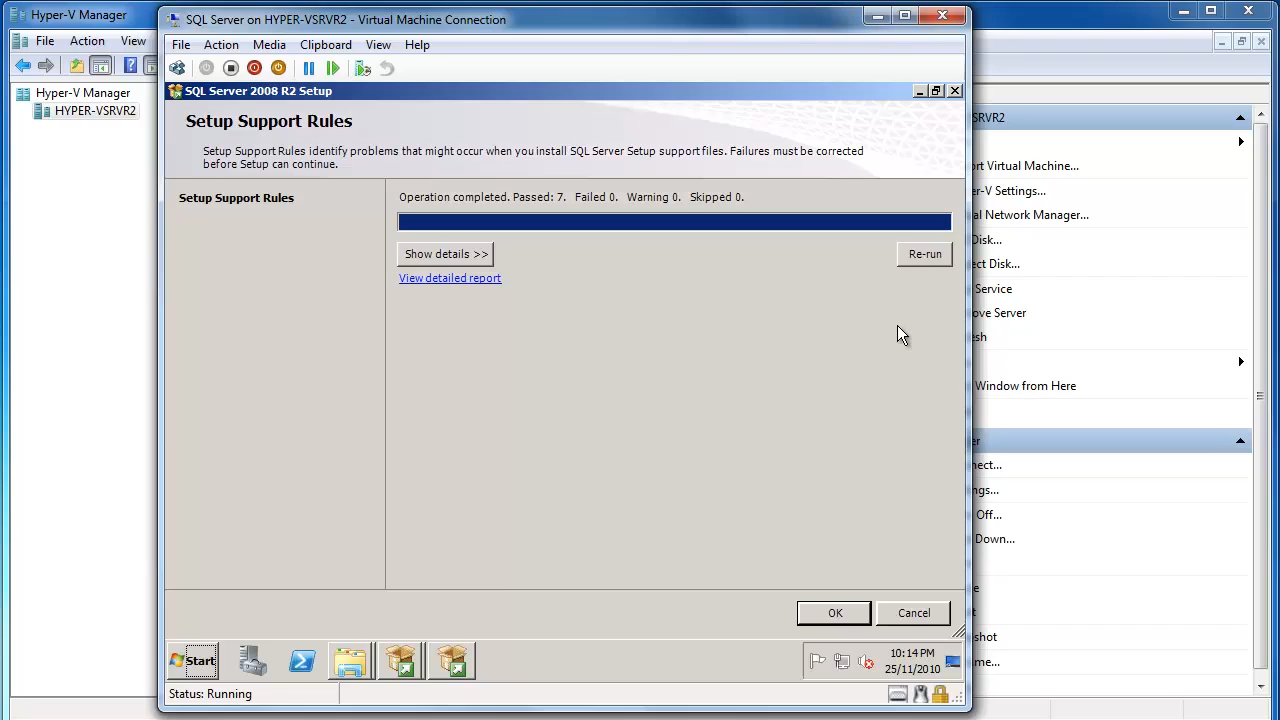 Hyper-V Manager
File Action View
Hyper-V Manager
HYPER-VSRVR2
SQL Server on HYPER-VSRVR2 - Virtual Machine Connection
File Action Media Clipboard View Help
SQL Server 2008 R2 Setup
Setup Support Rules
Setup Support Rules identify problems that might occur when you install SQL Server Setup support files. Failures must be corrected
before Setup can continue.
Setup Support Rules
Operation completed. Passed: 7. Failed 0. Warning 0. Skipped 0.
Show details >>
Re-run
View detailed report
OK Cancel
Start
10:14 PM
25/11/2010
Status: Running
SRVR2
ort Virtual Machine...
er-V Settings...
ual Network Manager...
Disk...
ect Disk...
Service
ove Server
esh
Window from Here
er
nect...
ngs...
Off...
Down...
e
t
pshot
me...